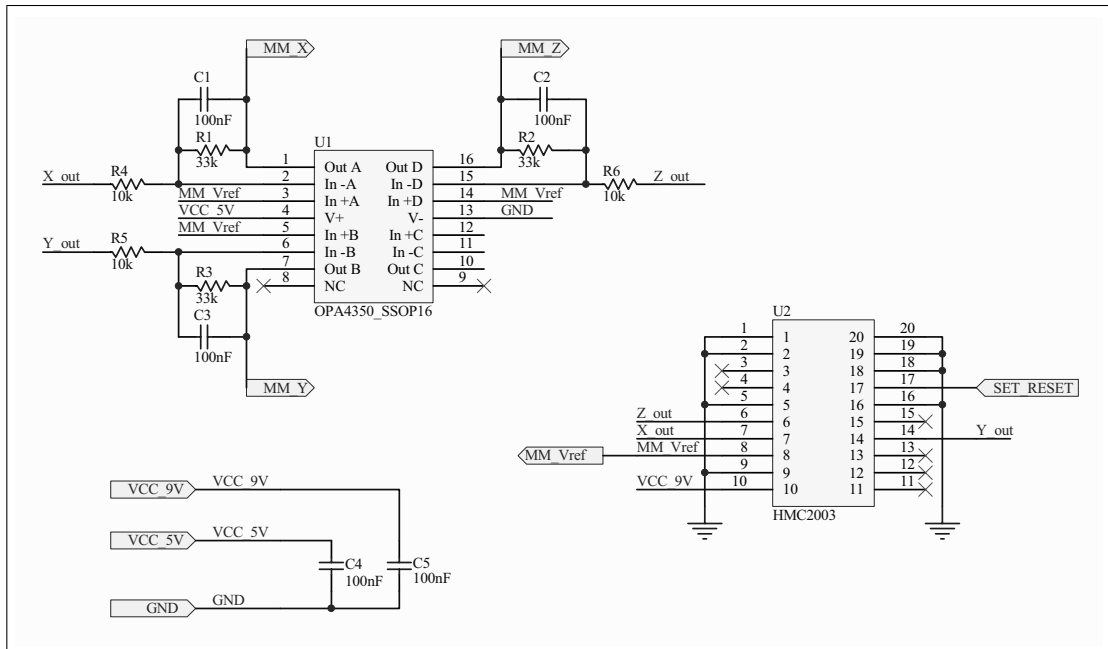 MM_X
MM_Z
C1
100nF
C2
100nF
R1
33k
R2
33k
U1
X_out
R4
10k
R6
10k
Z_out
1 Out A Out D 16
2 In -A In -D 15
MM_Vref 3 In +A In +D 14 MM_Vref
VCC_5V 4 V+ V- 13 GND
MM_Vref 5 In +B In +C 12
6 In -B In -C 11
7 Out B Out C 10
8 NC NC 9
OPA4350_SSOP16
Y_out
R5
10k
R3
33k
C3
100nF
MM_Y
U2
1 1 20 20
2 2 19 19
3 3 18 18
4 4 17 17 SET_RESET
5 5 16 16
Z_out 6 6 15 15
X_out 7 7 14 14 Y_out
MM_Vref MM_Vref 8 8 13 13
9 9 12 12
VCC_9V 10 10 11 11
HMC2003
VCC_9V VCC_9V
VCC_5V VCC_5V
C4
100nF
C5
100nF
GND GND